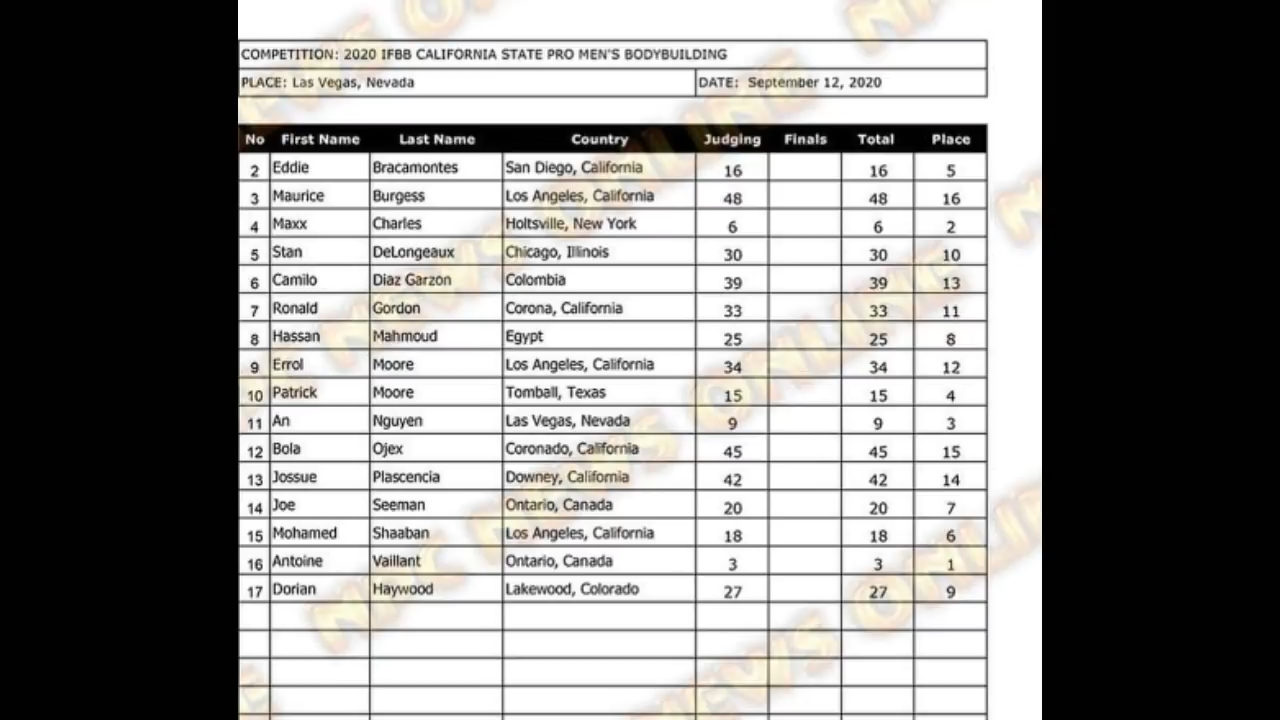 COMPETITION: 2020 IFBB CALIFORNIA STATE PRO MEN'S BODYBUILDING
PLACE: Las Vegas, Nevada DATE: September 12, 2020
No First Name Last Name Country Judging Finals Total Place
2 Eddie Bracamontes San Diego, California 16 16 5
3 Maurice Burgess Los Angeles, California 48 48 16
4 Maxx Charles Holtsville, New York 6 6 2
5 Stan DeLongeaux Chicago, Illinois 30 30 10
6 Camilo Diaz Garzon Colombia 39 39 13
7 Ronald Gordon Corona, California 33 33 11
8 Hassan Mahmoud Egypt 25 25 8
9 Errol Moore Los Angeles, California 34 34 12
10 Patrick Moore Tomball, Texas 15 15 4
11 An Nguyen Las Vegas, Nevada 9 9 3
12 Bola Ojex Coronado, California 45 45 15
13 Jossue Plascencia Downey, California 42 42 14
14 Joe Seeman Ontario, Canada 20 20 7
15 Mohamed Shaaban Los Angeles, California 18 18 6
16 Antoine Vaillant Ontario, Canada 3 3 1
17 Dorian Haywood Lakewood, Colorado 27 27 9
NPC NEWS ONLINE